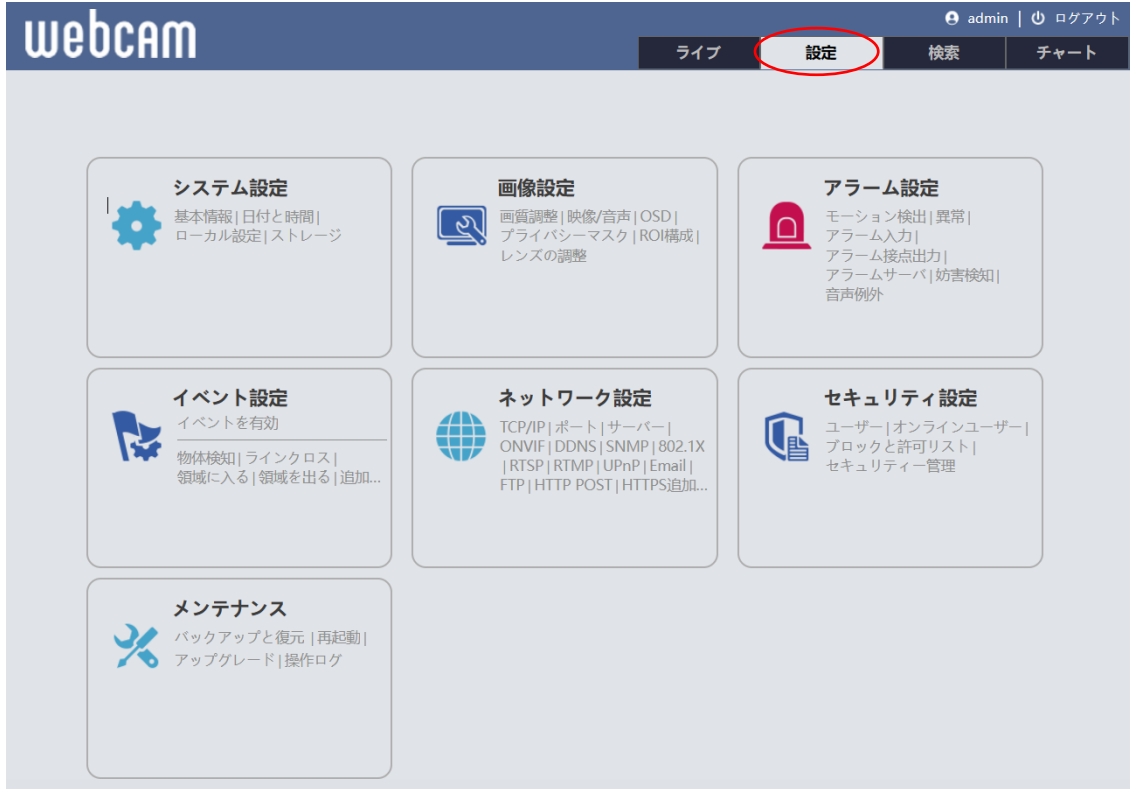 webcam
admin | ログアウト
ライブ 設定 検索 チャート
システム設定
基本情報|日付と時間|
ローカル設定|ストレージ
画像設定
画質調整|映像/音声|OSD|
プライバシーマスク|ROI構成|
レンズの調整
アラーム設定
モーション検出|異常|
アラーム入力|
アラーム接点出力|
アラームサーバ|妨害検知|
音声例外
イベント設定
イベントを有効
物体検知|ラインクロス|
領域に入る|領域を出る|追加...
ネットワーク設定
TCP/IP|ポート|サーバー|
ONVIF|DDNS|SNMP|802.1X
|RTSP|RTMP|UPnP|Email|
FTP|HTTP POST|HTTPS追加...
セキュリティ設定
ユーザー|オンラインユーザー|
ブロックと許可リスト|
セキュリティー管理
メンテナンス
バックアップと復元 |再起動|
アップグレード|操作ログ